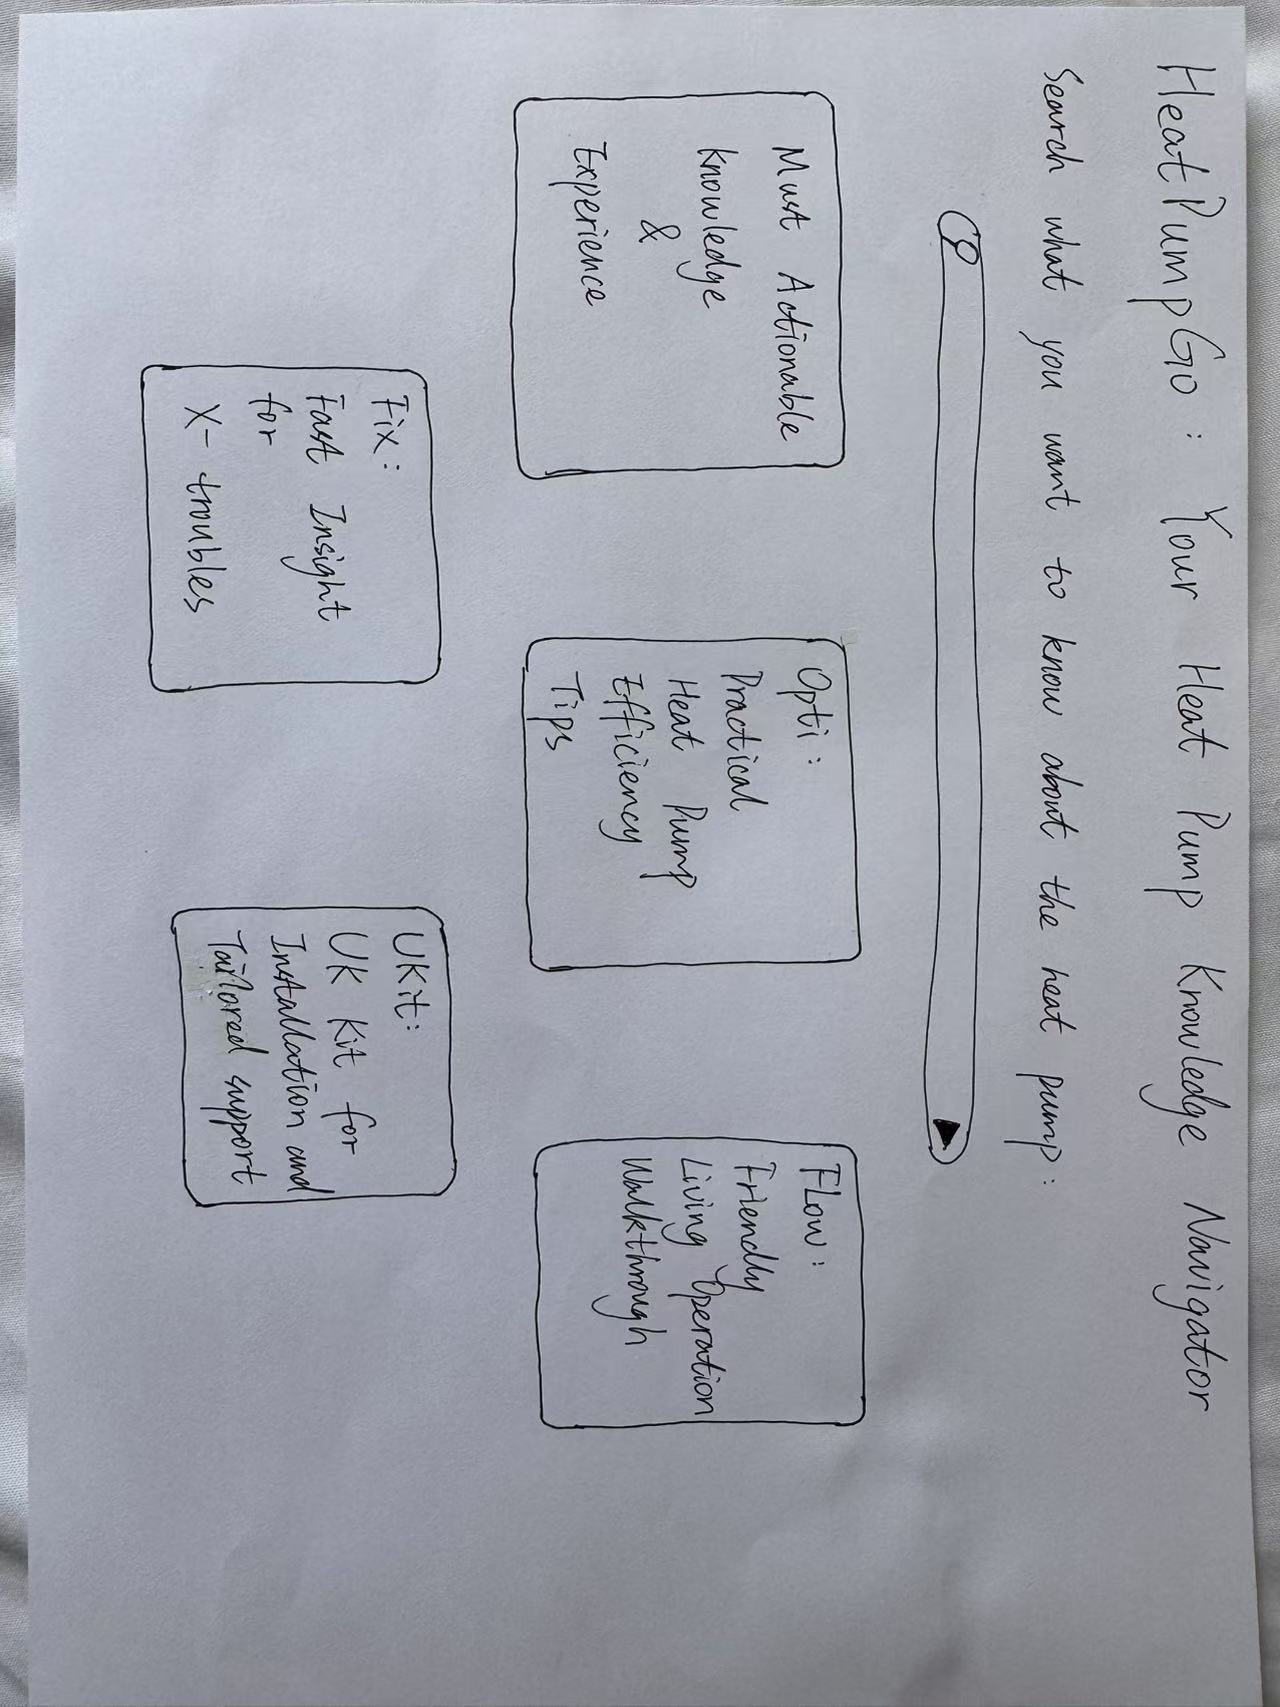 HeatPumpGo: Your Heat Pump Knowledge Navigator
Search what you want to know about the heat pump:
Must Actionable
Knowledge
&
Experience
Opti:
Practical
Heat Pump
Efficiency
Tips
FLow:
Friendly
Living Operation
Walkthrough
Fix:
Fast Insight
for
X-troubles
UKit:
UK Kit for
Installation and
Tailored support